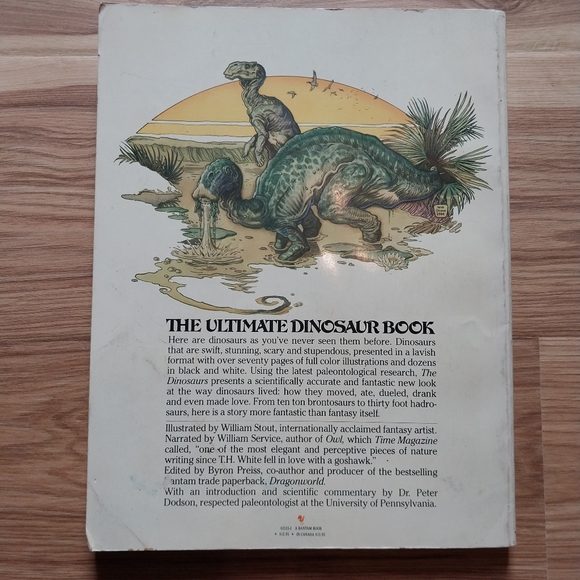 THE ULTIMATE DINOSAUR BOOK
Here are dinosaurs as you've never seen them before. Dinosaurs
that are swift, stunning, scary and stupendous, presented in a lavish
format with over seventy pages of full color illustrations and dozens
in black and white. Using the latest paleontological research, The
Dinosaurs presents a scientifically accurate and fantastic new look
at the way dinosaurs lived: how they moved, ate, dueled, drank
and even made love. From ten ton brontosaurs to thirty foot hadro-
saurs, here is a story more fantastic than fantasy itself.
Illustrated by William Stout, internationally acclaimed fantasy artist.
Narrated by William Service, author of Owl, which Time Magazine
called, "one of the most elegant and perceptive pieces of nature
writing since T.H. White fell in love with a goshawk."
Edited by Byron Preiss, co-author and producer of the bestselling
antam trade paperback, Dragonworld.
With an introduction and scientific commentary by Dr. Peter
Dodson, respected paleontologist at the University of Pennsylvania.
A BANTAM BOOK